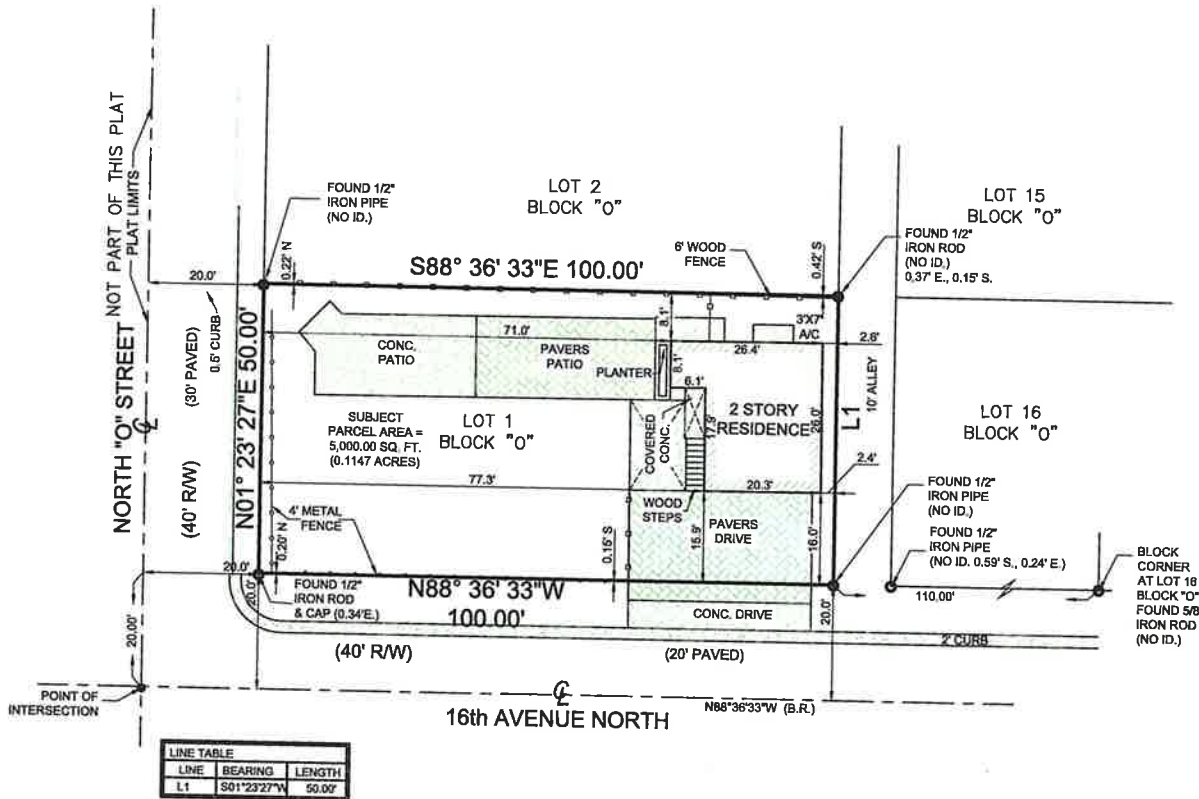 NOT PART OF THIS PLAT
PLAT LIMITS
NORTH "O" STREET
℄
(40' R/W)
(30' PAVED)
0.5' CURB
20.0'
FOUND 1/2"
IRON PIPE
(NO ID.)
0.22' N
S88° 36' 33"E 100.00'
LOT 2
BLOCK "O"
6' WOOD
FENCE
0.42' S
LOT 15
BLOCK "O"
FOUND 1/2"
IRON ROD
(NO ID.)
0.37' E., 0.15' S.
N01° 23' 27"E 50.00'
71.0'
CONC.
PATIO
PAVERS
PATIO
PLANTER
8.1'
8.1'
6.1'
3'X7'
A/C
26.4'
2.6'
10' ALLEY
L1
SUBJECT
PARCEL AREA =
5,000.00 SQ. FT.
(0.1147 ACRES)
LOT 1
BLOCK "O"
COVERED
CONC.
17.9'
2 STORY
RESIDENCE
26.0'
LOT 16
BLOCK "O"
77.3'
20.3'
2.4'
WOOD
STEPS
PAVERS
DRIVE
15.9'
16.0'
4' METAL
FENCE
0.20' N
0.15' S
FOUND 1/2"
IRON PIPE
(NO ID.)
FOUND 1/2"
IRON PIPE
(NO ID. 0.59' S., 0.24' E.)
BLOCK
CORNER
AT LOT 16
BLOCK "O"
FOUND 5/8
IRON ROD
(NO ID.)
110.00'
20.0'
20.0'
FOUND 1/2"
IRON ROD
& CAP (0.34'E.)
N88° 36' 33"W
100.00'
CONC. DRIVE
20.0'
2' CURB
20.00'
(40' R/W)
(20' PAVED)
POINT OF
INTERSECTION
℄
16th AVENUE NORTH
N88°36'33"W (B.R.)
LINE TABLE
LINE BEARING LENGTH
L1 S01°23'27"W 50.00'